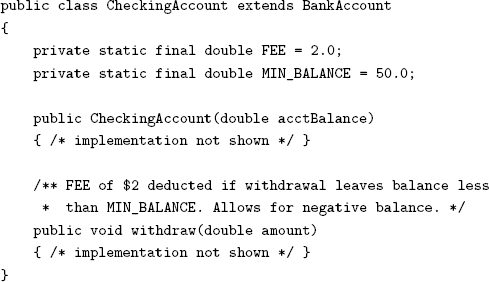 public class CheckingAccount extends BankAccount
{
    private static final double FEE = 2.0;
    private static final double MIN_BALANCE = 50.0;

    public CheckingAccount(double acctBalance)
    { /* implementation not shown */ }

    /** FEE of $2 deducted if withdrawal leaves balance less
     *  than MIN_BALANCE. Allows for negative balance. */
    public void withdraw(double amount)
    { /* implementation not shown */ }
}